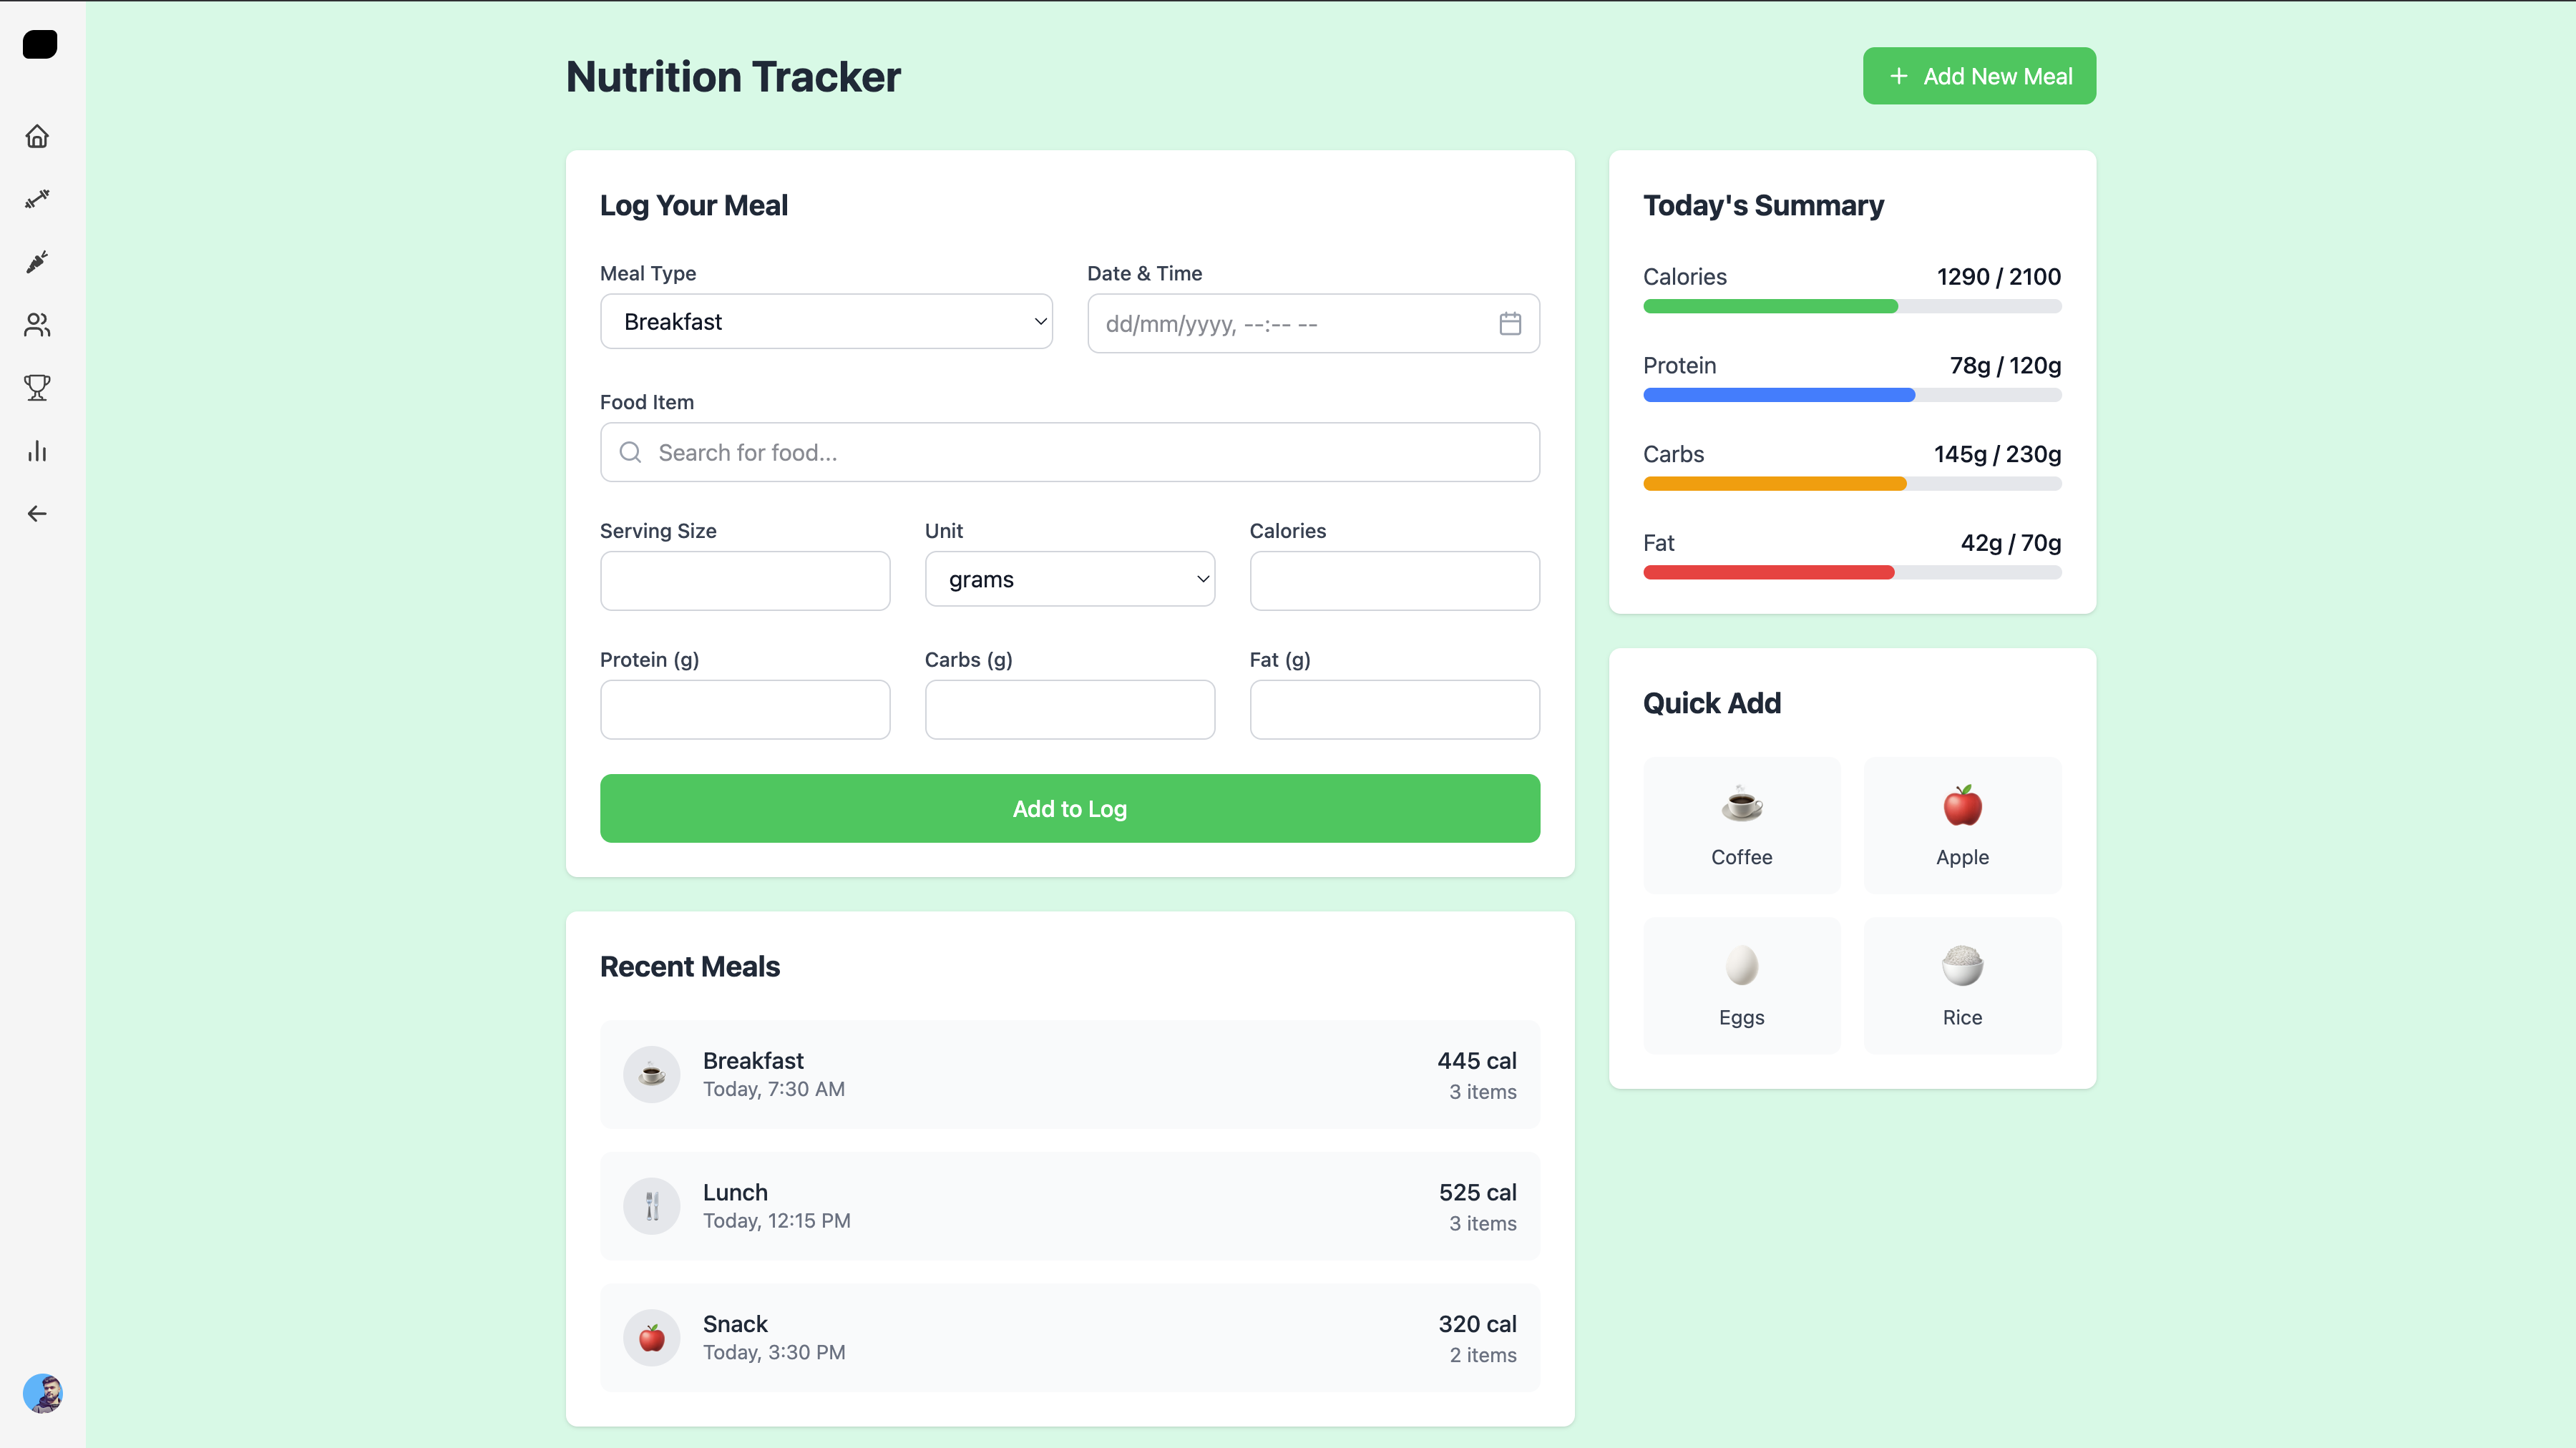 Nutrition Tracker
+ Add New Meal
Log Your Meal
Meal Type
Date & Time
Breakfast
dd/mm/yyyy, --:-- --
Food Item
Search for food...
Serving Size
Unit
Calories
grams
Protein (g)
Carbs (g)
Fat (g)
Add to Log
Recent Meals
Breakfast
Today, 7:30 AM
445 cal
3 items
Lunch
Today, 12:15 PM
525 cal
3 items
Snack
Today, 3:30 PM
320 cal
2 items
Today's Summary
Calories 1290 / 2100
Protein 78g / 120g
Carbs 145g / 230g
Fat 42g / 70g
Quick Add
Coffee
Apple
Eggs
Rice